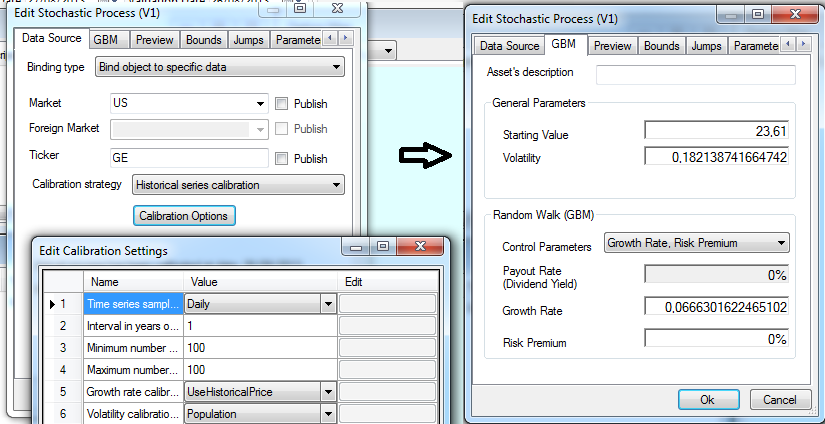 Edit Stochastic Process (V1)
Data Source GBM Preview Bounds Jumps Paramete
Binding type Bind object to specific data
Market US Publish
Foreign Market Publish
Ticker GE Publish
Calibration strategy Historical series calibration
Calibration Options
Edit Calibration Settings
Name Value Edit
1 Time series sampl... Daily
2 Interval in years o... 1
3 Minimum number ... 100
4 Maximum number... 100
5 Growth rate calibr... UseHistoricalPrice
6 Volatility calibratio... Population
Edit Stochastic Process (V1)
Data Source GBM Preview Bounds Jumps Paramete
Asset's description
General Parameters
Starting Value 23,61
Volatility 0,182138741664742
Random Walk (GBM)
Control Parameters Growth Rate, Risk Premium
Payout Rate 0%
(Dividend Yield)
Growth Rate 0,0666301622465102
Risk Premium 0%
Ok Cancel